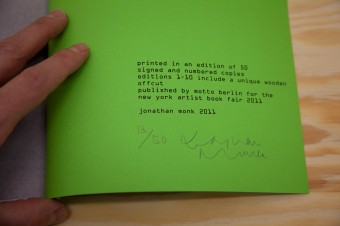 printed in an edition of 50
signed and numbered copies
editions 1-10 include a unique wooden
offcut
published by motto berlin for the
new york artist book fair 2011
jonathan monk 2011
/50